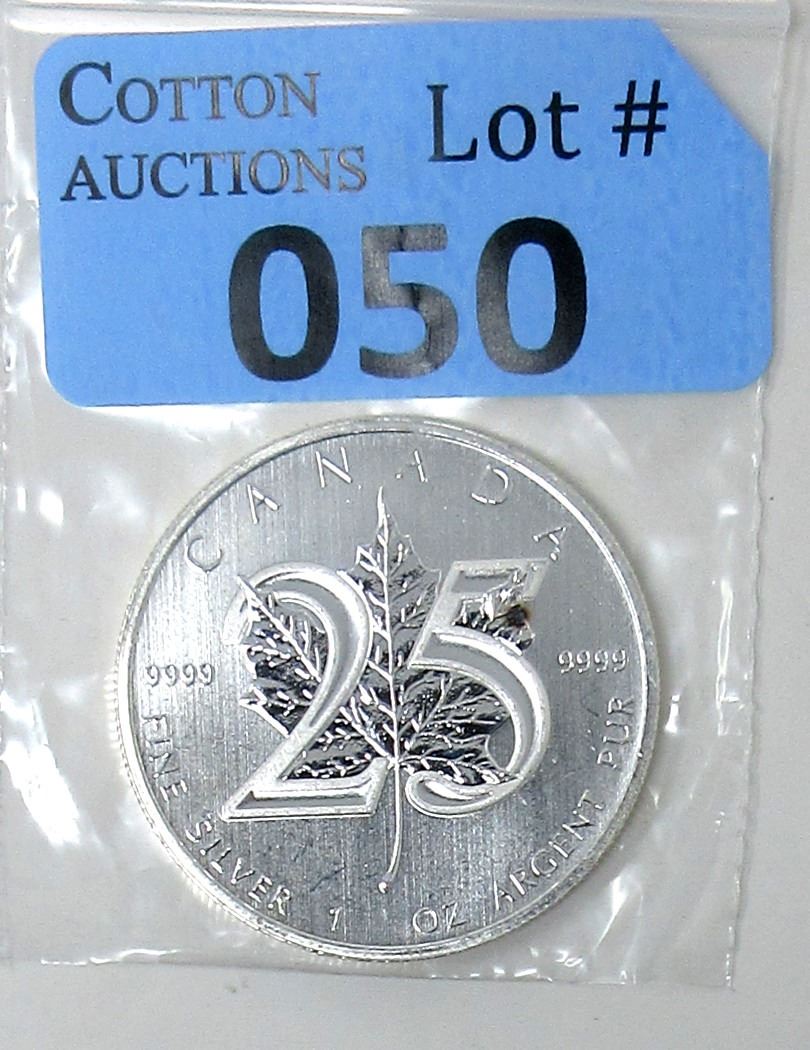 COTTON
AUCTIONS
Lot #
050
CANADA
25
9999
9999
FINE SILVER 1 OZ ARGENT PUR